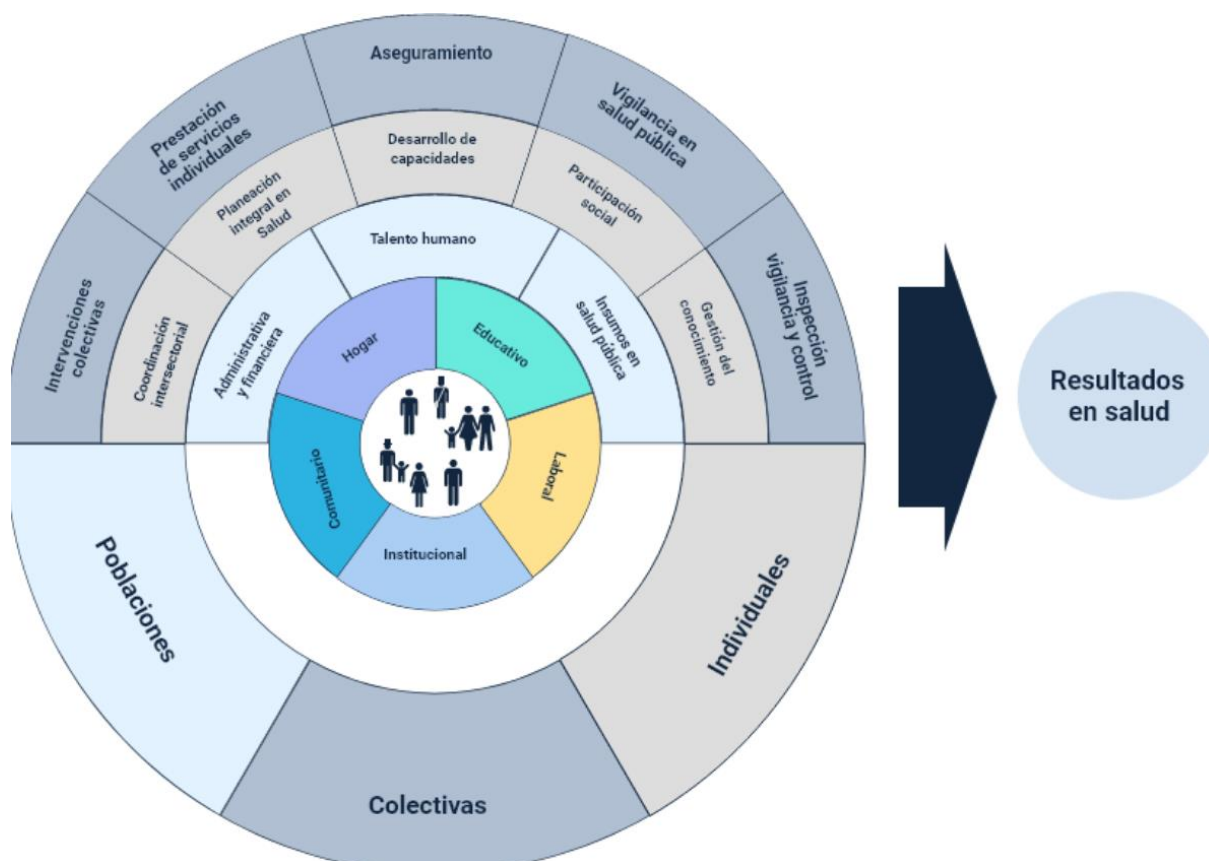 Aseguramiento
Prestación
de servicios
individuales
Vigilancia en
salud pública
Desarrollo de
capacidades
Planeación
integral en
Salud
Participación
social
Intervenciones
colectivas
Coordinación
intersectorial
Administrativa
y financiera
Talento humano
Insumos en
salud pública
Gestión del
conocimiento
Inspección
vigilancia y control
Hogar
Educativo
Comunitario
Laboral
Institucional
Poblaciones
Colectivas
Individuales
Resultados
en salud